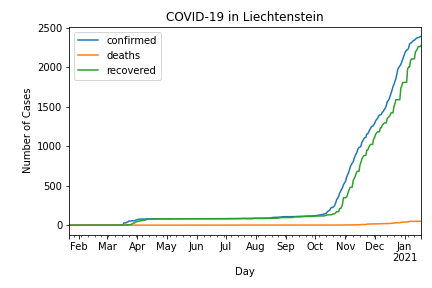 COVID-19 in Liechtenstein
confirmed
deaths
recovered
Number of Cases
2500
2000
1500
1000
500
0
Feb Mar Apr May Jun Jul Aug Sep Oct Nov Dec Jan
2021
Day